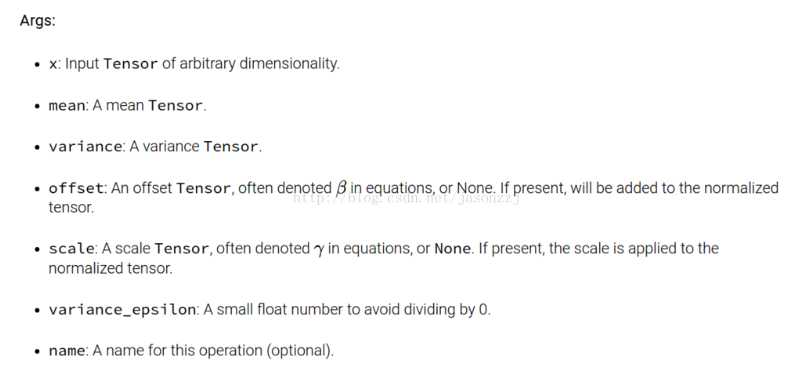 Args:
• x: Input Tensor of arbitrary dimensionality.
• mean: A mean Tensor.
• variance: A variance Tensor.
• offset: An offset Tensor, often denoted β in equations, or None. If present, will be added to the normalized
tensor.
http://blog.csdn.net/jasonzzj
• scale: A scale Tensor, often denoted γ in equations, or None. If present, the scale is applied to the
normalized tensor.
• variance_epsilon: A small float number to avoid dividing by 0.
• name: A name for this operation (optional).